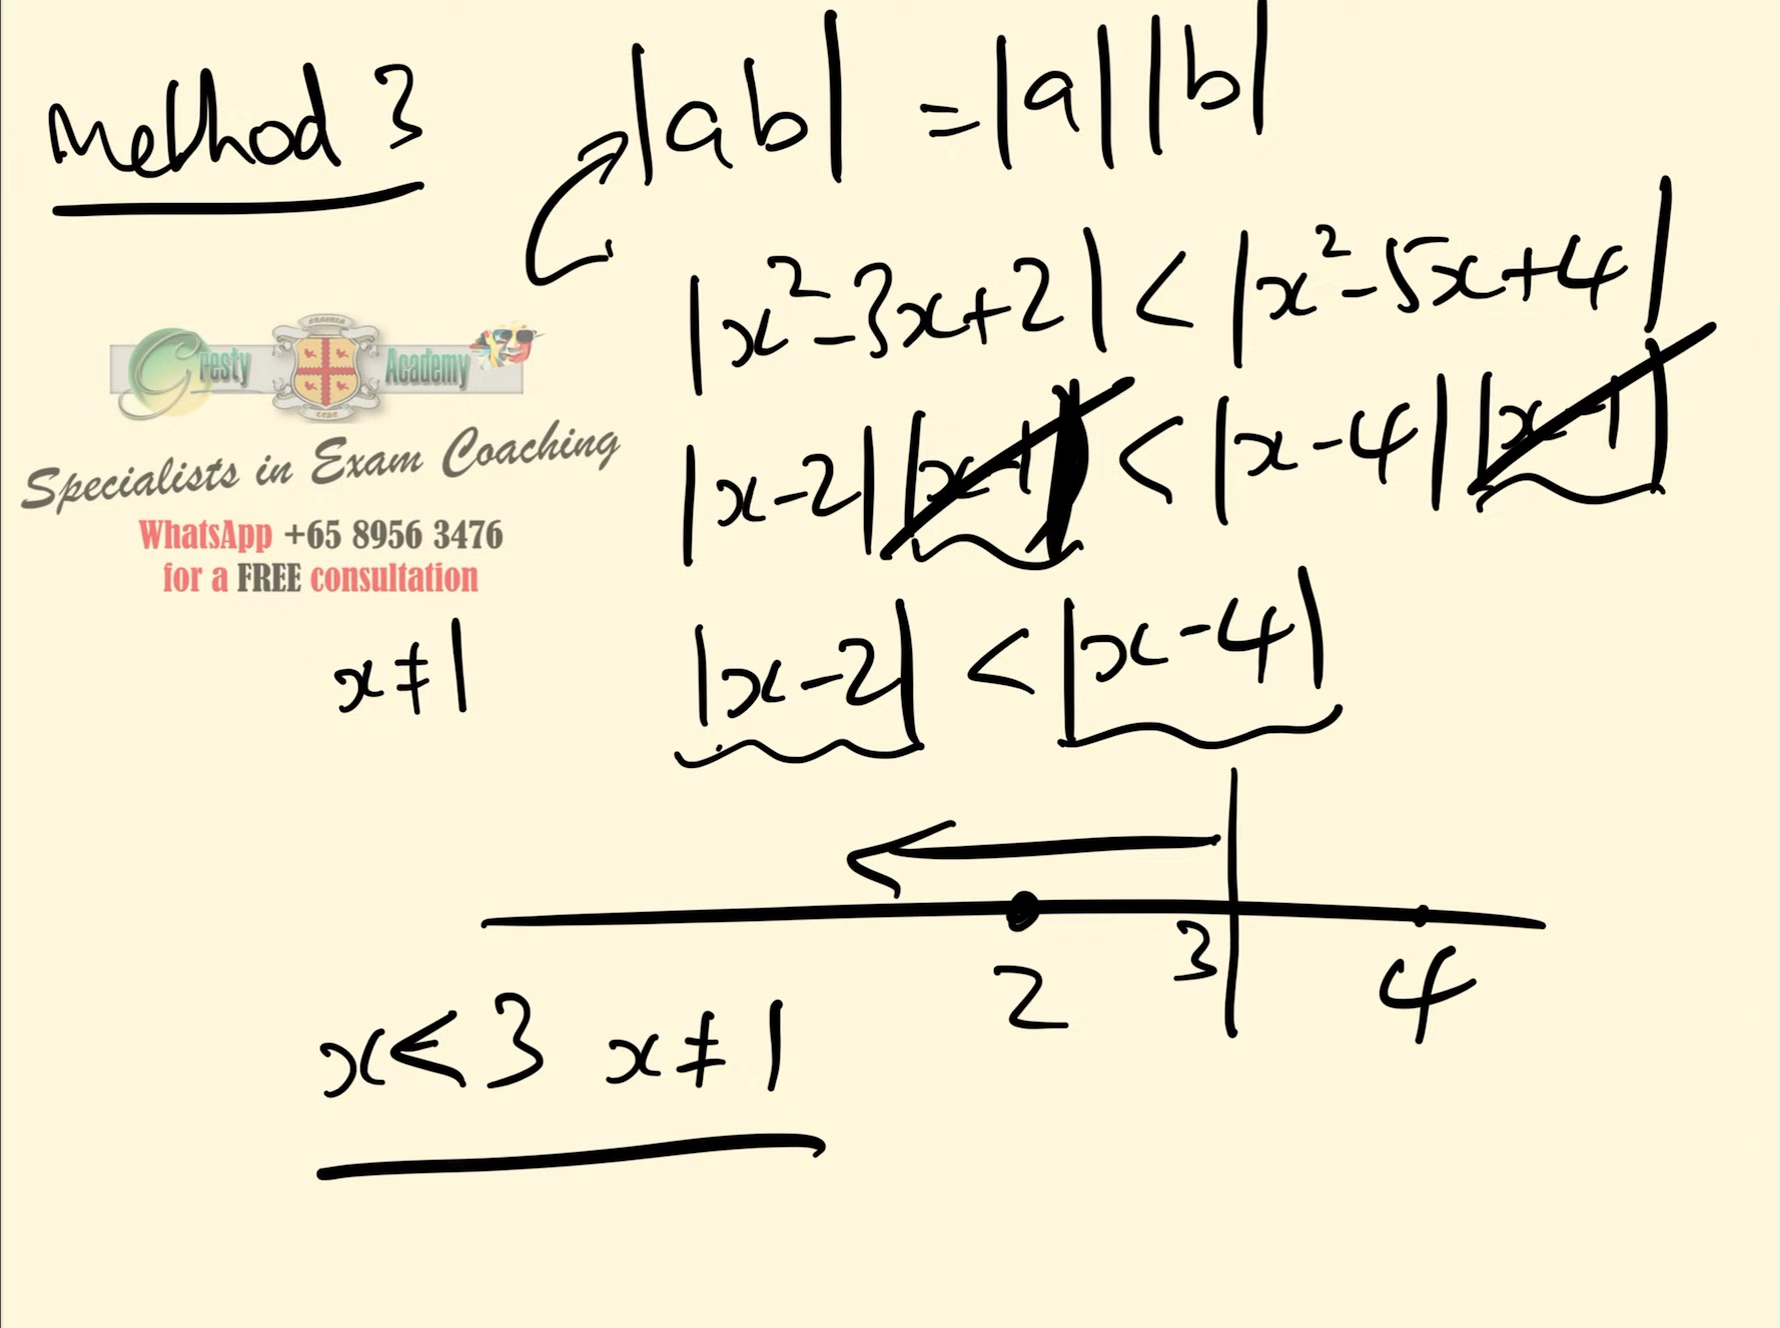 Method 3
|ab| = |a||b|
|x²-3x+2| < |x²-5x+4|
Gresty Academy
|x-2||x-1| < |x-4||x-1|
Specialists in Exam Coaching
WhatsApp +65 8956 3476
for a FREE consultation
x≠1 |x-2| < |x-4|
2 3 4
x<3 x≠1